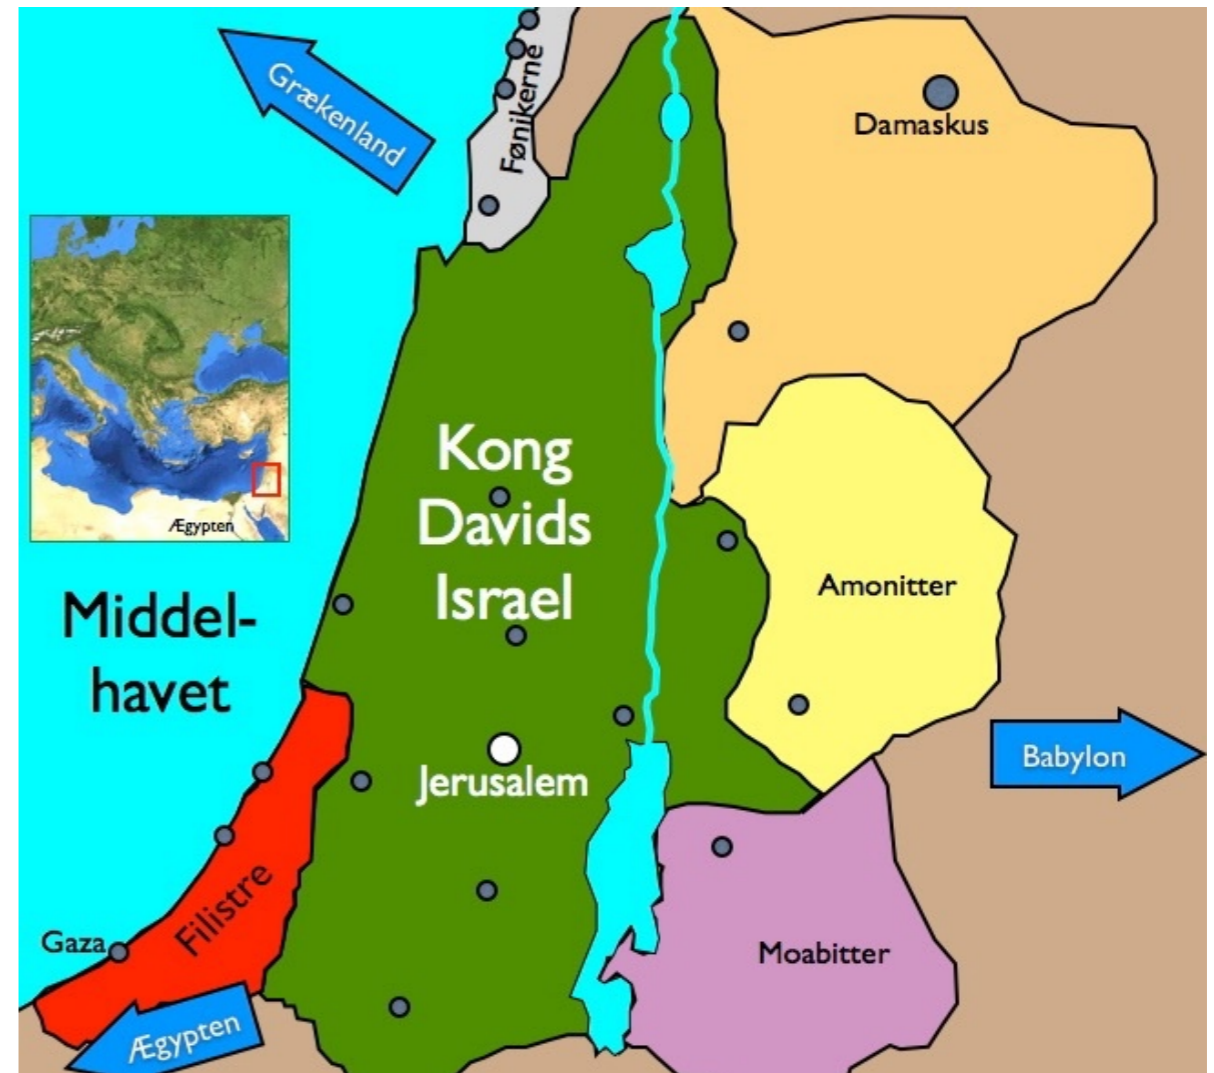 Grækenland
Fønikerne
Damaskus
Ægypten
Kong
Davids
Israel
Middel-
havet
Amonitter
Jerusalem
Babylon
Filistre
Gaza
Moabitter
Ægypten